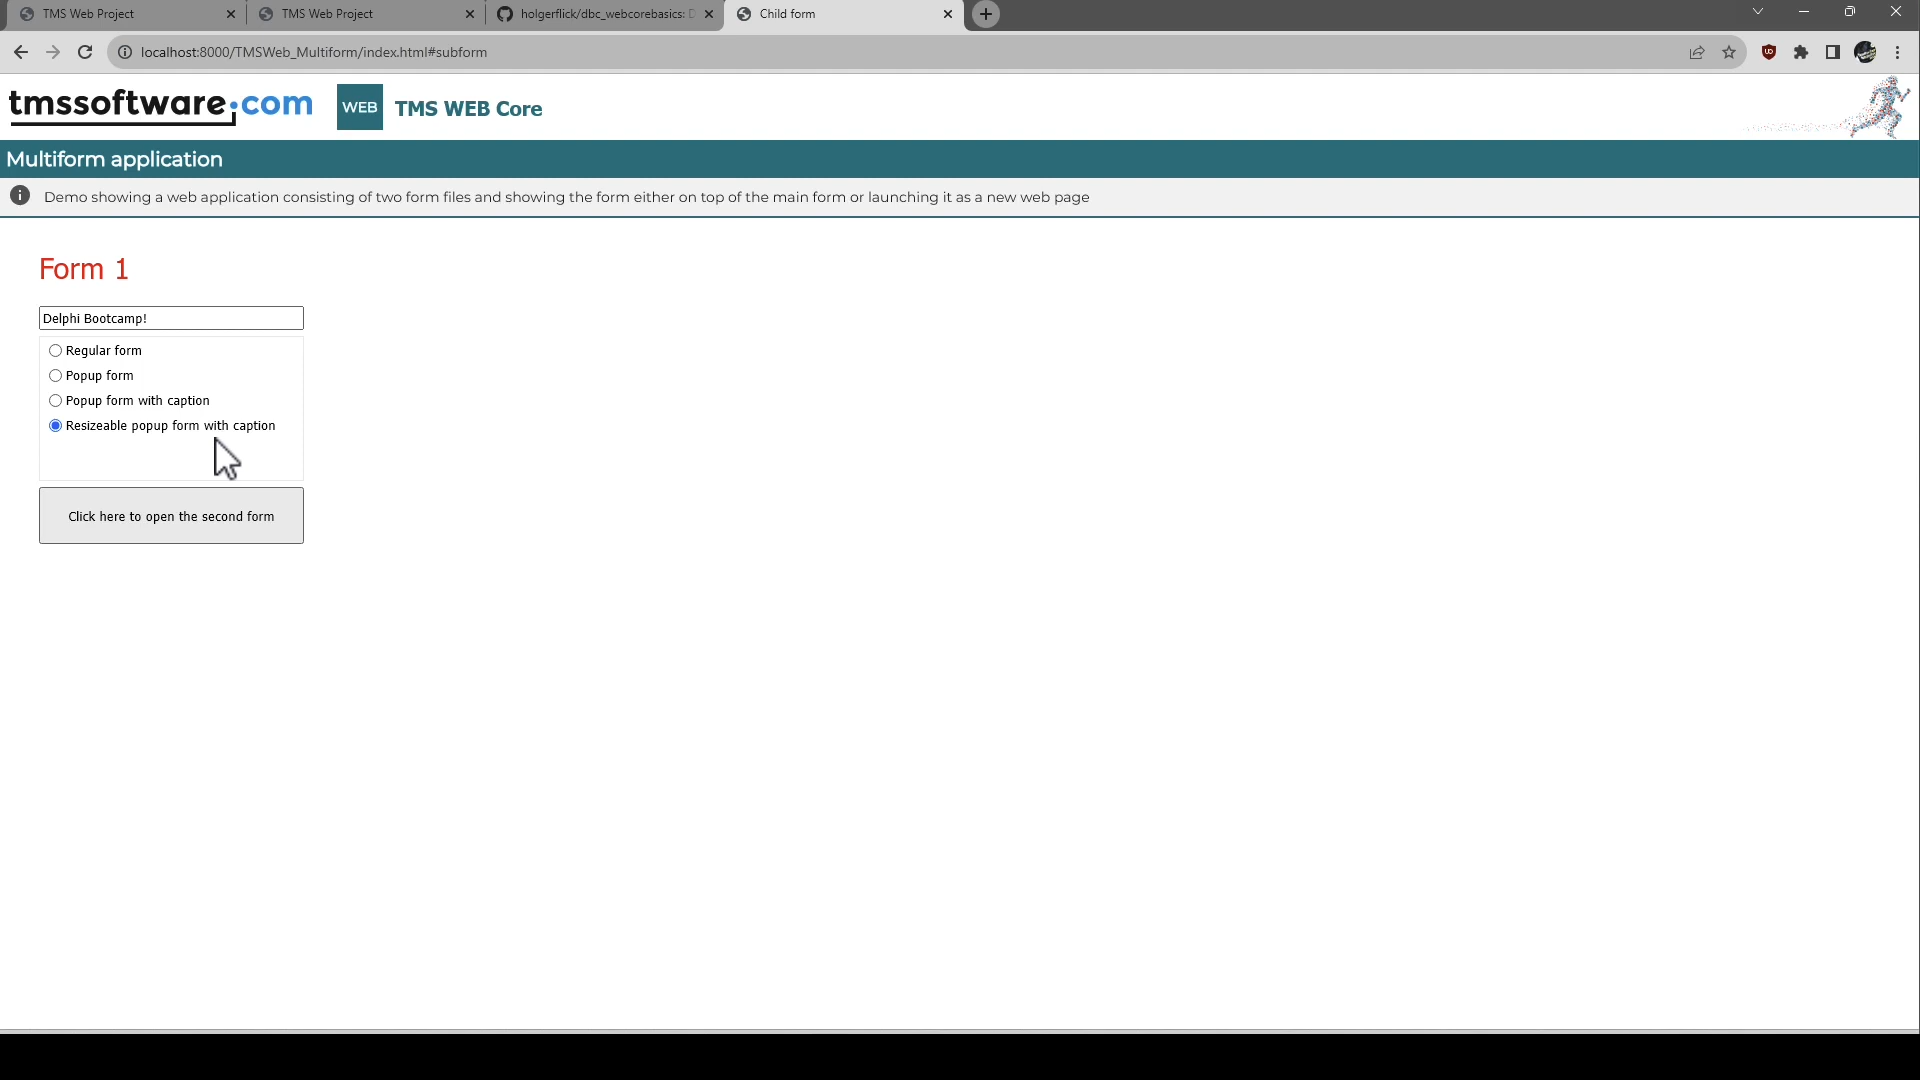 TMS Web Project
TMS Web Project
holgerflick/dbc_webcorebasics: D
Child form
localhost:8000/TMSWeb_Multiform/index.html#subform
tmssoftware.com
WEB
TMS WEB Core
Multiform application
Demo showing a web application consisting of two form files and showing the form either on top of the main form or launching it as a new web page
Form 1
Delphi Bootcamp!
Regular form
Popup form
Popup form with caption
Resizeable popup form with caption
Click here to open the second form